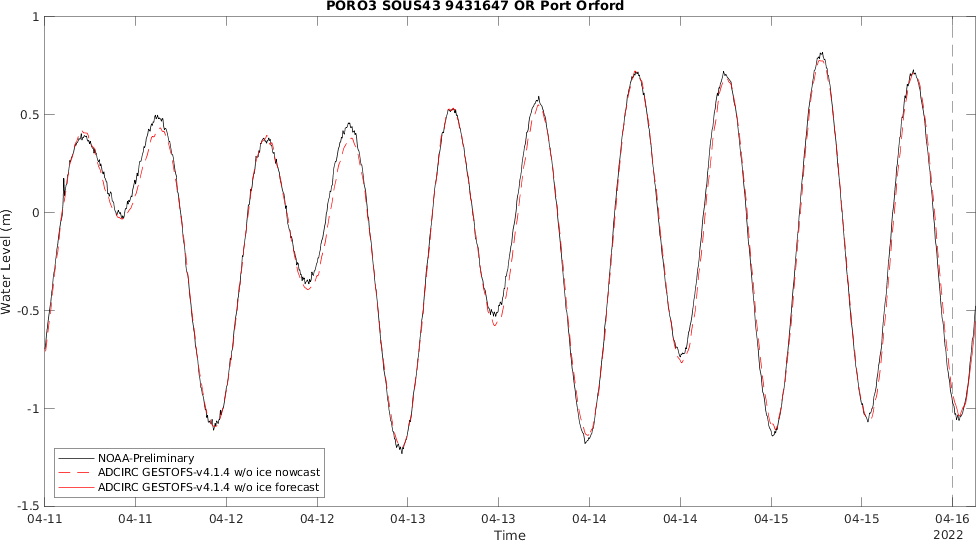 PORO3 SOUS43 9431647 OR Port Orford
1
0.5
0
-0.5
-1
-1.5
Water Level (m)
NOAA-Preliminary
ADCIRC GESTOFS-v4.1.4 w/o ice nowcast
ADCIRC GESTOFS-v4.1.4 w/o ice forecast
04-11 04-11 04-12 04-12 04-13 04-13 04-14 04-14 04-15 04-15 04-16
Time
2022